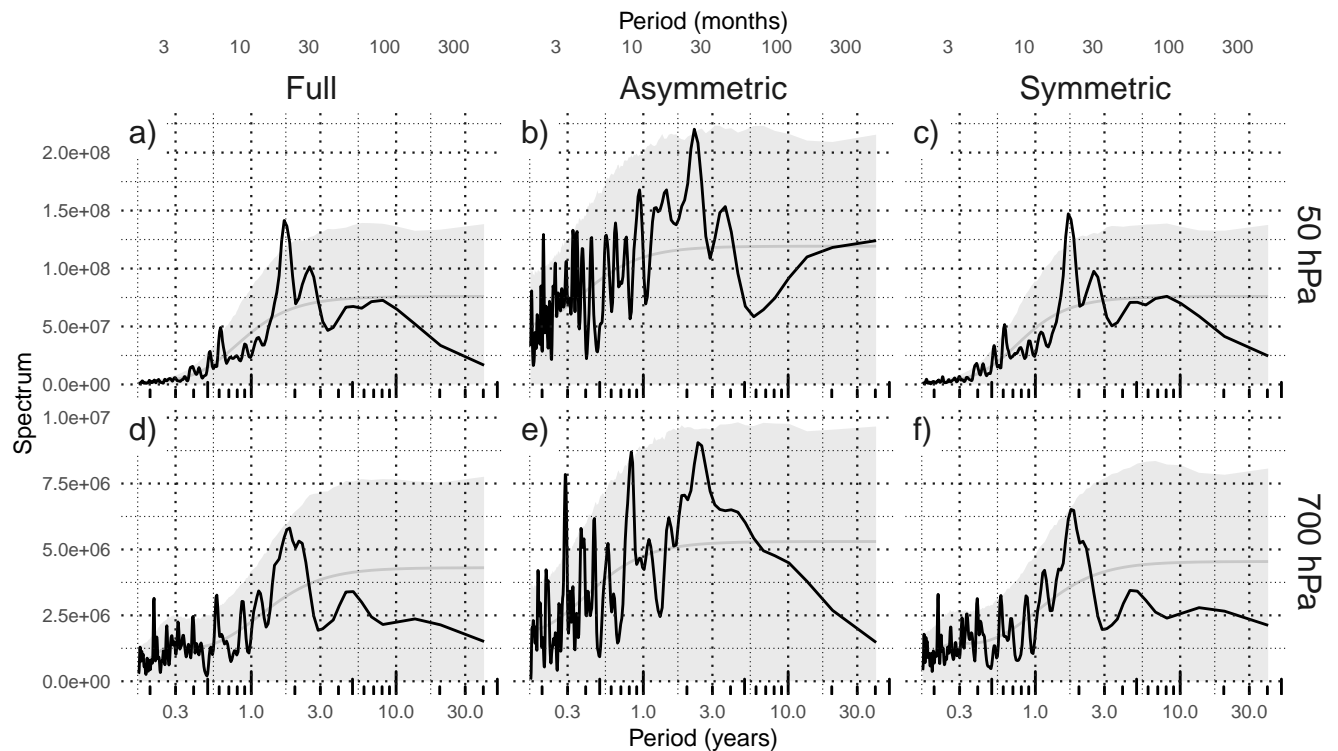 Period (months)
3 10 30 100 300 3 10 30 100 300 3 10 30 100 300
Full Asymmetric Symmetric
a) b) c)
2.0e+08
1.5e+08
1.0e+08
5.0e+07
0.0e+00
50 hPa
Spectrum
d) e) f)
1.0e+07
7.5e+06
5.0e+06
2.5e+06
0.0e+00
700 hPa
0.3 1.0 3.0 10.0 30.0 0.3 1.0 3.0 10.0 30.0 0.3 1.0 3.0 10.0 30.0
Period (years)